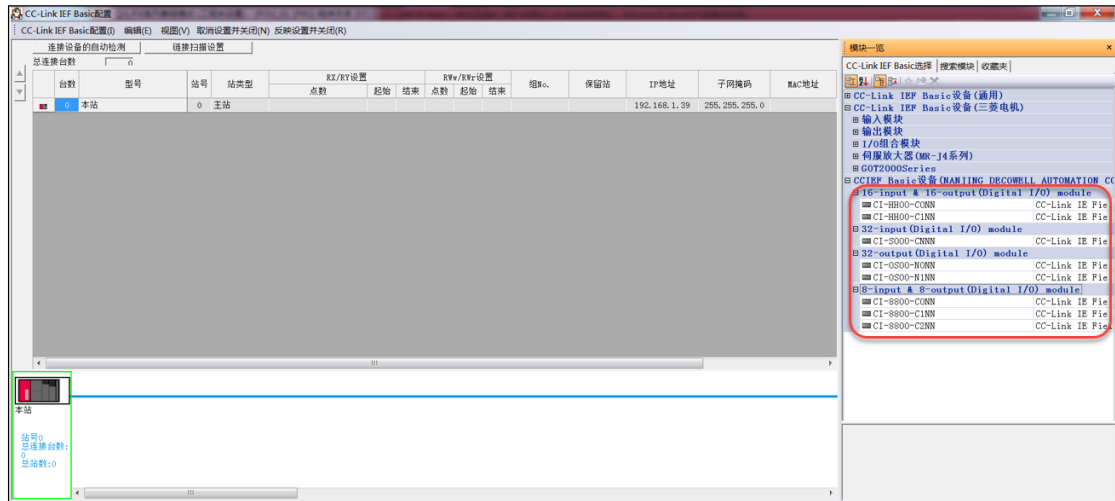 CC-Link IEF Basic配置
CC-Link IEF Basic配置(I) 编辑(E) 视图(V) 取消设置并关闭(N) 反映设置并关闭(R)
连接设备的自动检测 链接扫描设置
总连接台数 0
台数 型号 站号 站类型 RX/RY设置 RWw/RWr设置 组No. 保留站 IP地址 子网掩码 MAC地址
点数 起始 结束 点数 起始 结束
0 本站 0 主站 192.168.1.39 255.255.255.0
本站
站号0
总连接台数:
0
总站数:0
模块一览
CC-Link IEF Basic选择 搜索模块 收藏夹
CC-Link IEF Basic设备(通用)
CC-Link IEF Basic设备(三菱电机)
输入模块
输出模块
I/O组合模块
伺服放大器(MR-J4系列)
GOT2000Series
CCIEF Basic设备(NANJING DECOWELL AUTOMATION CO
16-input & 16-output(Digital I/O) module
CI-HH00-C0NN CC-Link IE Fie
CI-HH00-C1NN CC-Link IE Fie
32-input(Digital I/O) module
CI-S000-CNNN CC-Link IE Fie
32-output(Digital I/O) module
CI-0S00-N0NN CC-Link IE Fie
CI-0S00-N1NN CC-Link IE Fie
8-input & 8-output(Digital I/O) module
CI-8800-C0NN CC-Link IE Fie
CI-8800-C1NN CC-Link IE Fie
CI-8800-C2NN CC-Link IE Fie